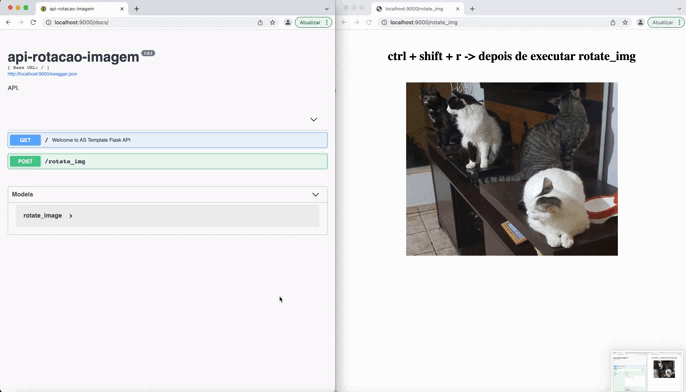 api-rotacao-imagem
localhost:9000/docs/
Atualizar
api-rotacao-imagem 1.0.1
[ Base URL: / ]
http://localhost:9000/swagger.json
API.
GET / Welcome to AS Template Flask API
POST /rotate_img
Models
rotate_image
localhost:9000/rotate_img
localhost:9000/rotate_img
Atualizar
ctrl + shift + r -> depois de executar rotate_img